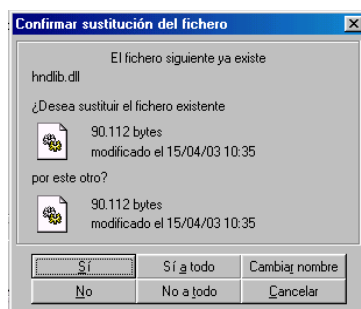 Confirmar sustitución del fichero
El fichero siguiente ya existe
hndlib.dll
¿Desea sustituir el fichero existente
90.112 bytes
modificado el 15/04/03 10:35
por este otro?
90.112 bytes
modificado el 15/04/03 10:35
Sí
Sí a todo
Cambiar nombre
No
No a todo
Cancelar